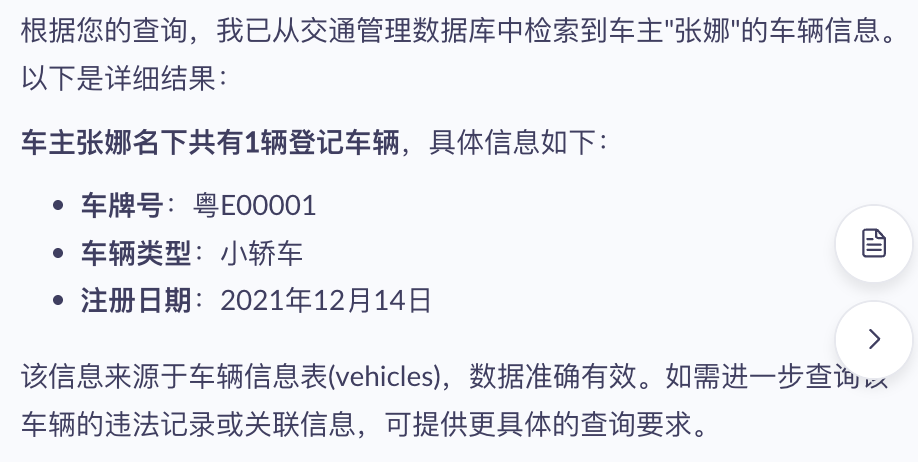 根据您的查询，我已从交通管理数据库中检索到车主"张娜"的车辆信息。
以下是详细结果：
车主张娜名下共有1辆登记车辆，具体信息如下：
• 车牌号：粤E00001
• 车辆类型：小轿车
• 注册日期：2021年12月14日
该信息来源于车辆信息表(vehicles)，数据准确有效。如需进一步查询该
车辆的违法记录或关联信息，可提供更具体的查询要求。